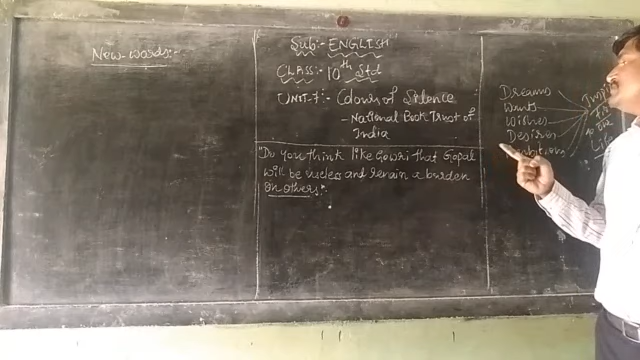 New-words:-
Sub:- ENGLISH
CLASS:- 10th Std
UNIT-7:- Colours of Silence
- National Book Trust of
India
"Do you think like Gowri that Gopal
will be useless and remain a burden
on others?
Dreams
Wants
Wishes
Desires